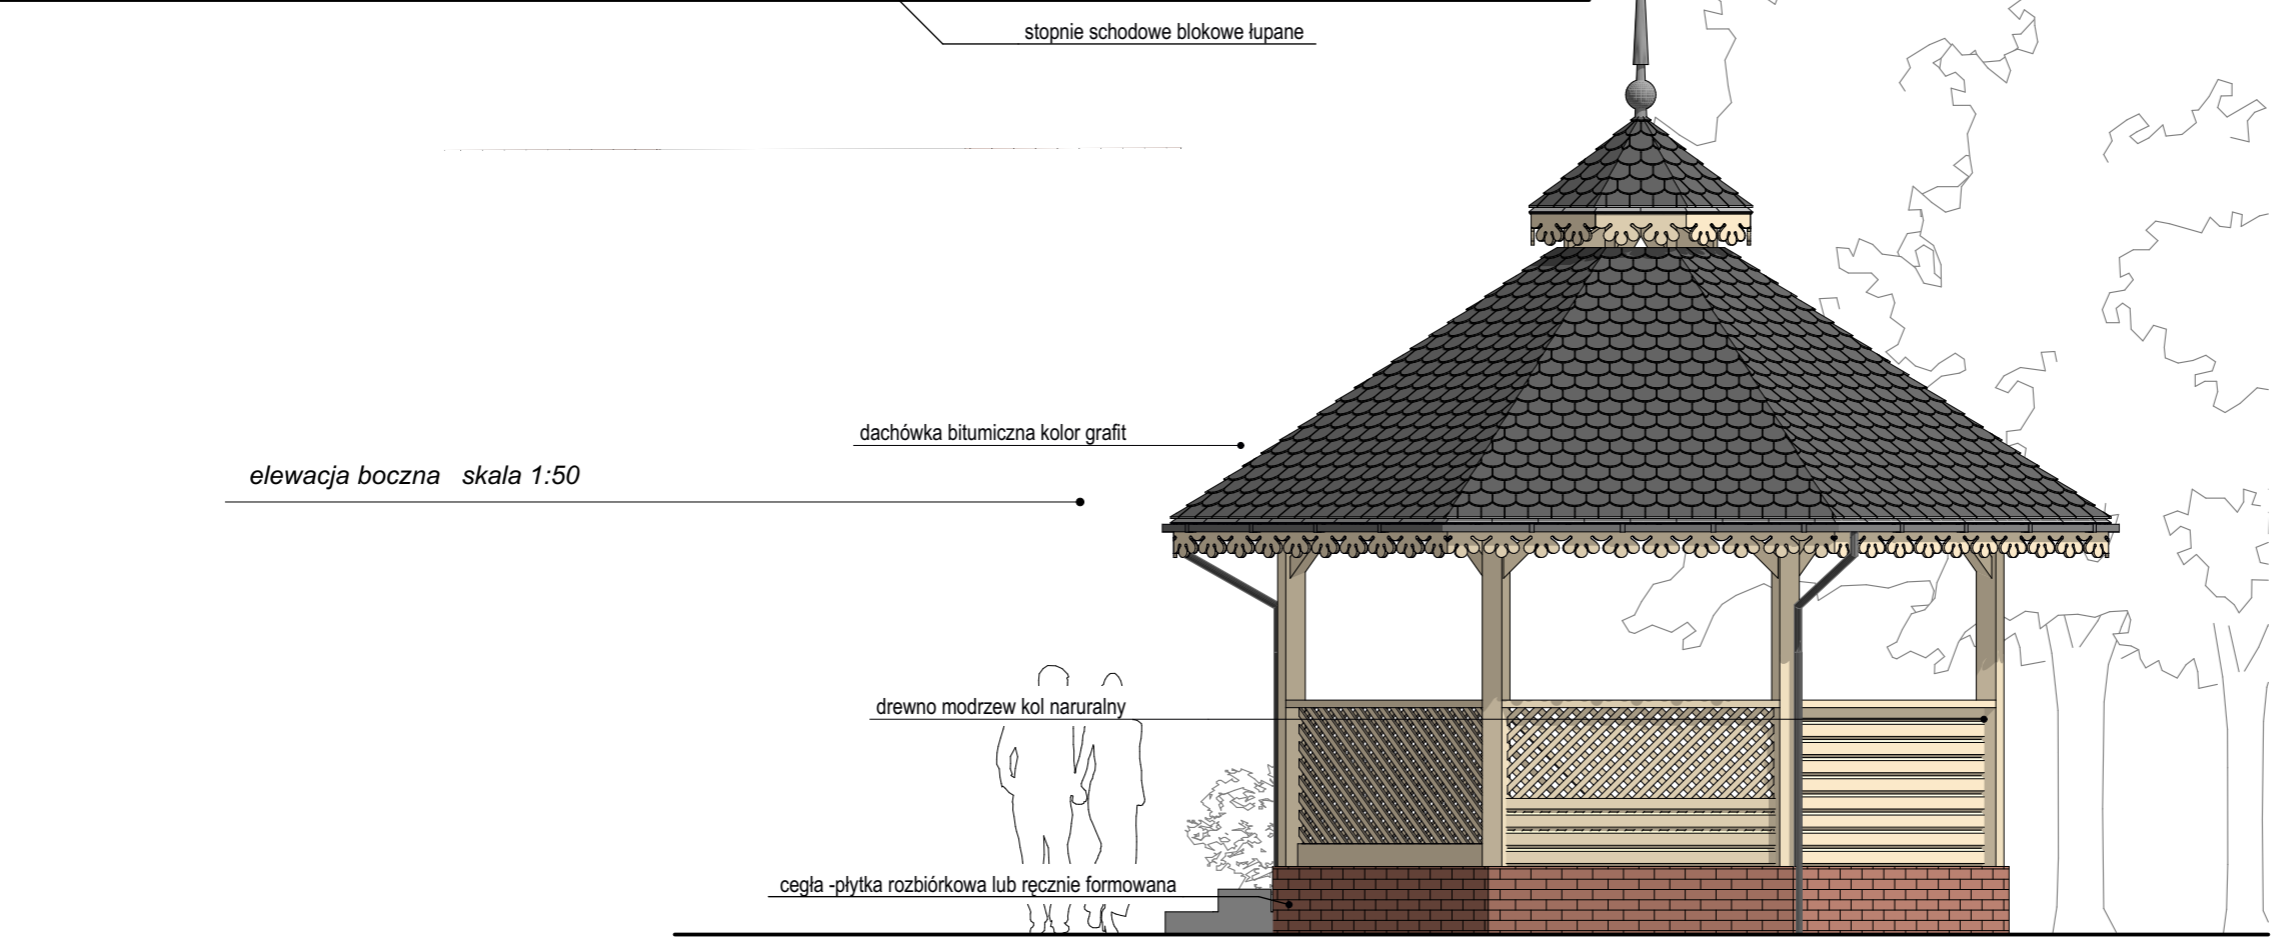 stopnie schodowe blokowe łupane
dachówka bitumiczna kolor grafit
elewacja boczna skala 1:50
drewno modrzew kol naruralny
cegła -płytka rozbiórkowa lub ręcznie formowana